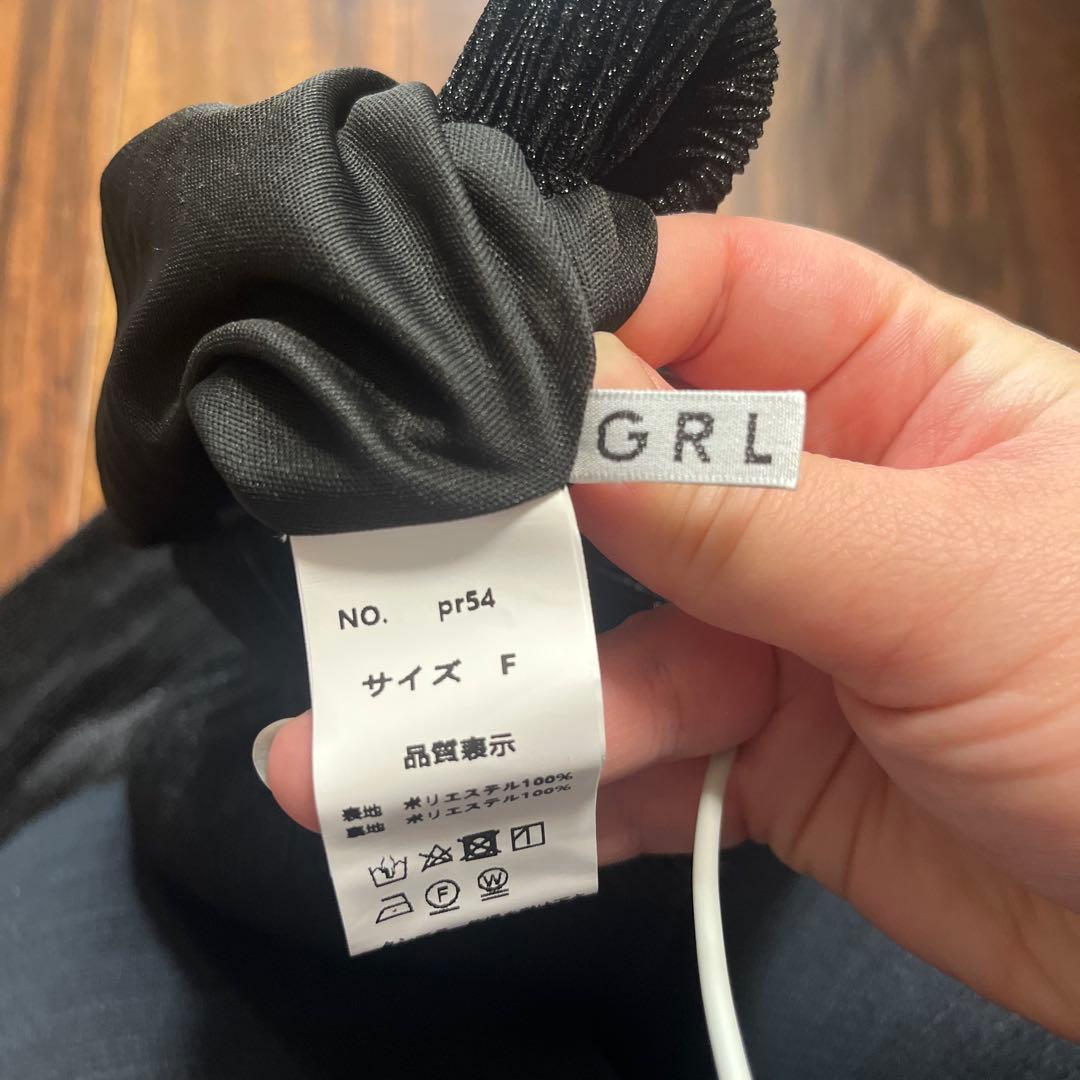 GRL
NO. pr54
サイズ F
品質表示
表地 ポリエステル100%
裏地 ポリエステル100%
F W